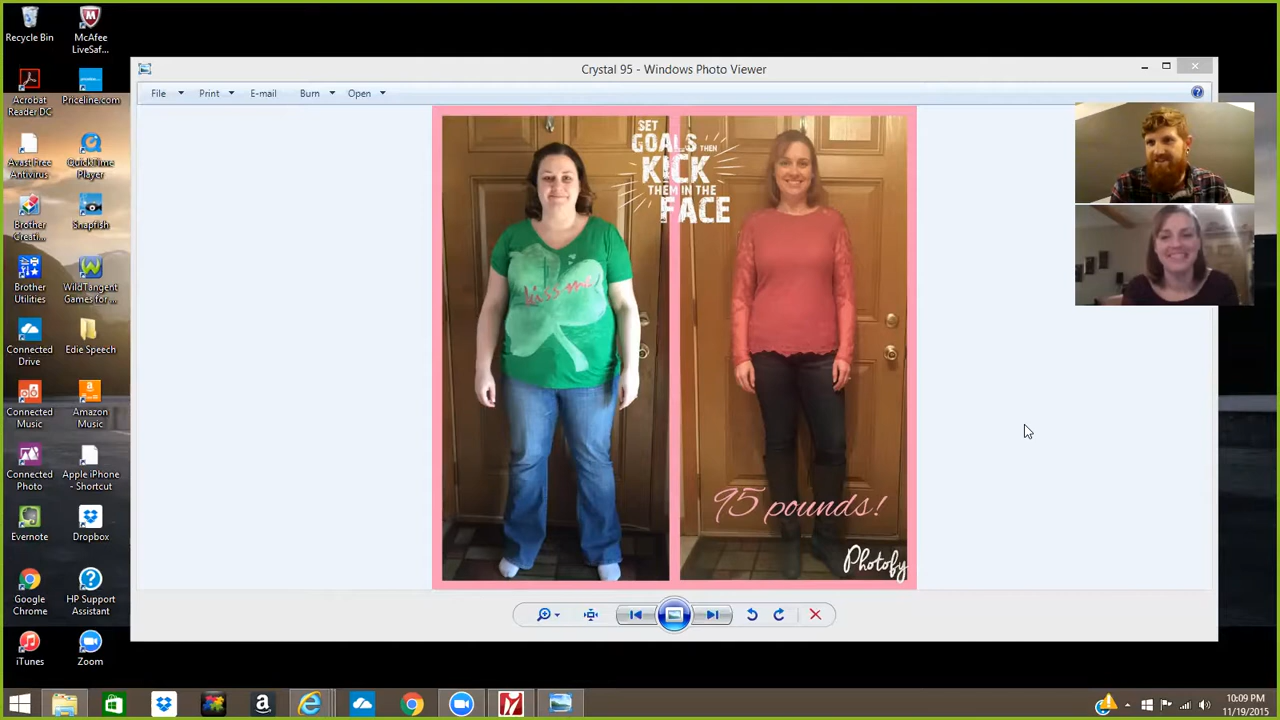 Crystal 95 - Windows Photo Viewer
File
Print
E-mail
Burn
Open
Recycle Bin
McAfee
LiveSaf...
Acrobat
Reader DC
Priceline.com
Avast Free
Antivirus
QuickTime
Player
Brother
Creati...
Snapfish
Brother
Utilities
WildTangent
Games for ...
Connected
Drive
Edie Speech
Connected
Music
Amazon
Music
Connected
Photo
Apple iPhone
- Shortcut
Evernote
Dropbox
Google
Chrome
HP Support
Assistant
iTunes
Zoom
SET
GOALS THEN
KICK
THEM IN THE
FACE
kiss me!
95 pounds!
Photofy
10:09 PM
11/19/2015